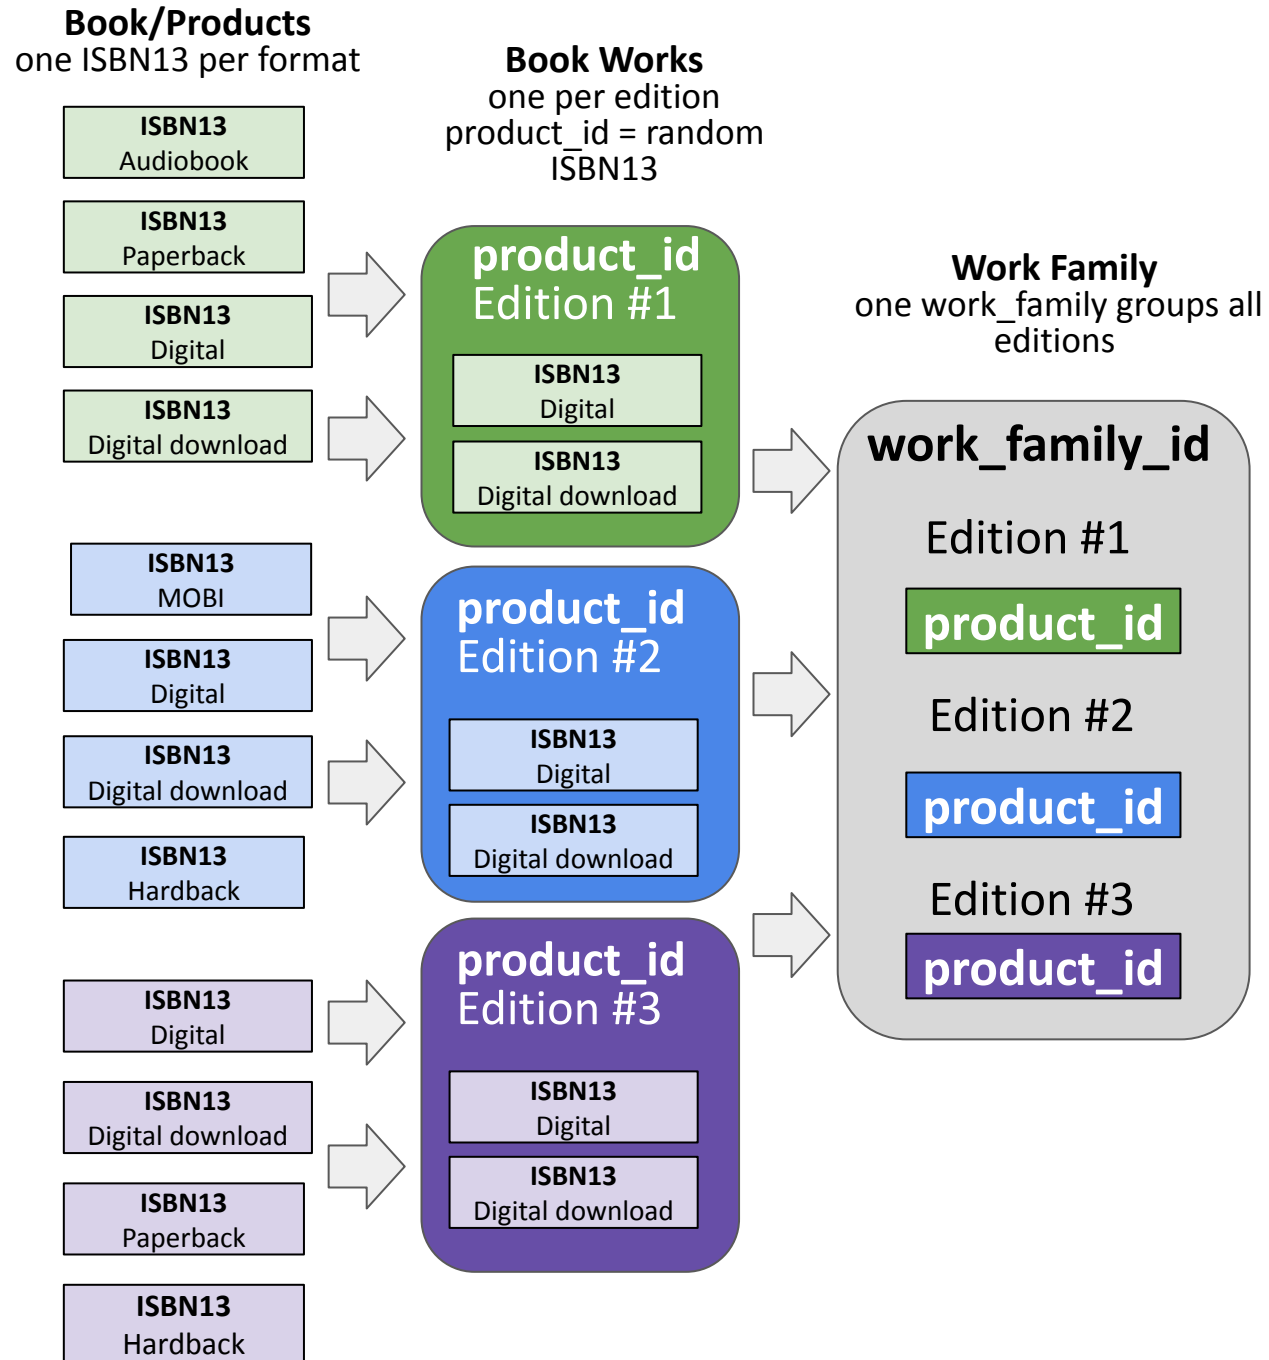 Book/Products
one ISBN13 per format
ISBN13
Audiobook
ISBN13
Paperback
ISBN13
Digital
ISBN13
Digital download
ISBN13
MOBI
ISBN13
Digital
ISBN13
Digital download
ISBN13
Hardback
ISBN13
Digital
ISBN13
Digital download
ISBN13
Paperback
ISBN13
Hardback
Book Works
one per edition
product_id = random
ISBN13
product_id
Edition #1
ISBN13
Digital
ISBN13
Digital download
product_id
Edition #2
ISBN13
Digital
ISBN13
Digital download
product_id
Edition #3
ISBN13
Digital
ISBN13
Digital download
Work Family
one work_family groups all
editions
work_family_id
Edition #1
product_id
Edition #2
product_id
Edition #3
product_id